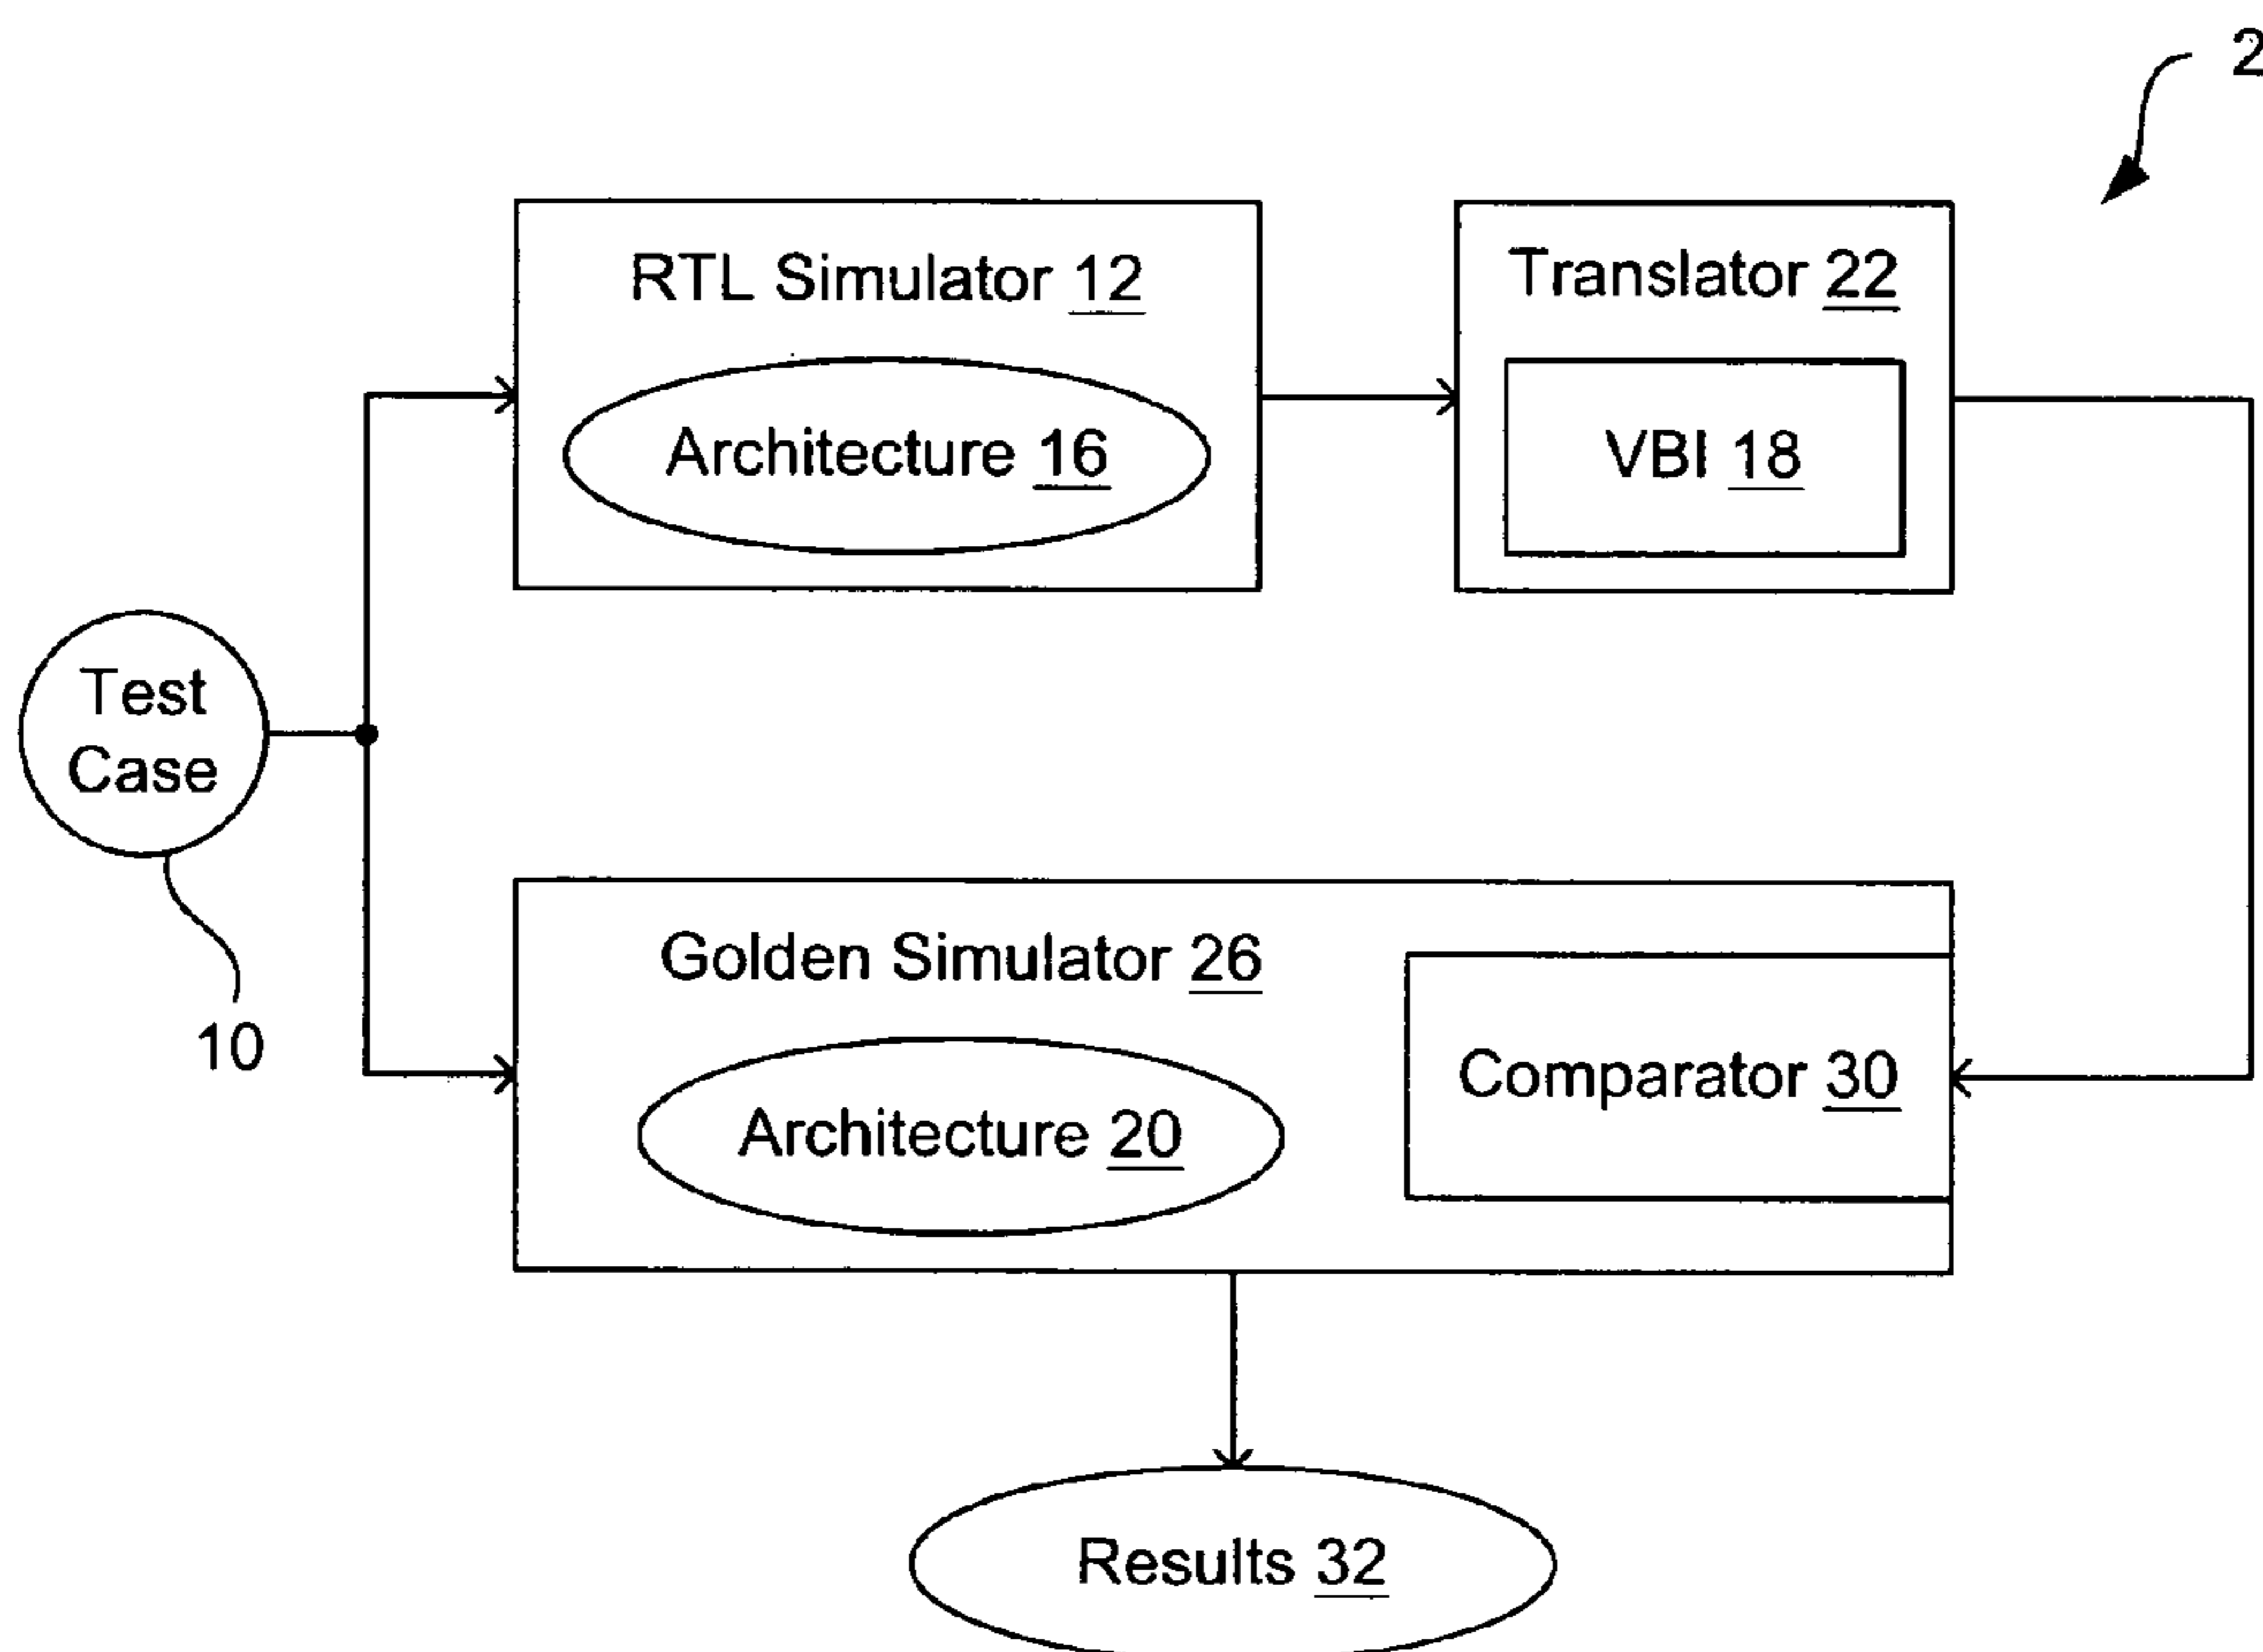 2
RTL Simulator 12
Translator 22
Architecture 16
VBI 18
Test
Case
Golden Simulator 26
10
Comparator 30
Architecture 20
Results 32